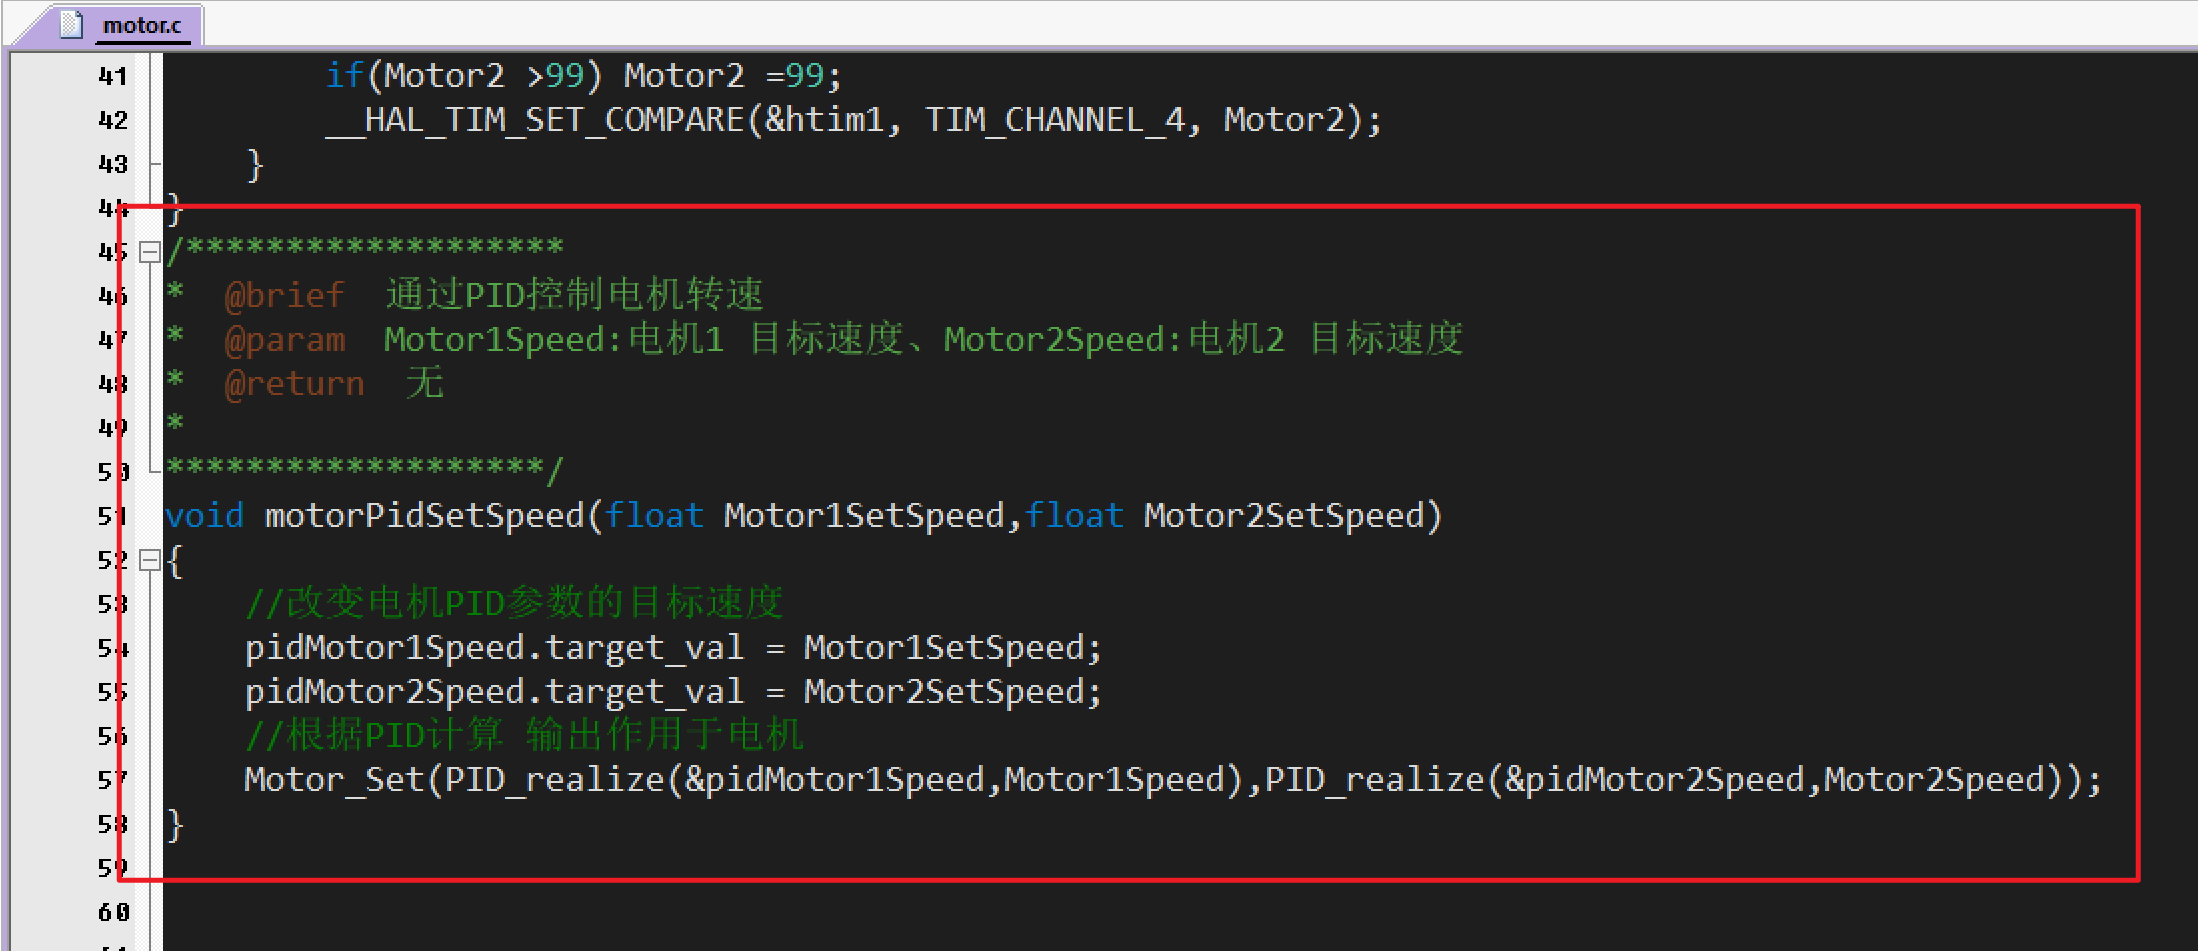 motor.c
41 if(Motor2 >99) Motor2 =99;
42 __HAL_TIM_SET_COMPARE(&htim1, TIM_CHANNEL_4, Motor2);
43 }
44 }
45 /*******************
46 * @brief 通过PID控制电机转速
47 * @param Motor1Speed:电机1 目标速度、Motor2Speed:电机2 目标速度
48 * @return 无
49 *
50 *******************/
51 void motorPidSetSpeed(float Motor1SetSpeed,float Motor2SetSpeed)
52 {
53 //改变电机PID参数的目标速度
54 pidMotor1Speed.target_val = Motor1SetSpeed;
55 pidMotor2Speed.target_val = Motor2SetSpeed;
56 //根据PID计算 输出作用于电机
57 Motor_Set(PID_realize(&pidMotor1Speed,Motor1Speed),PID_realize(&pidMotor2Speed,Motor2Speed));
58 }
59
60